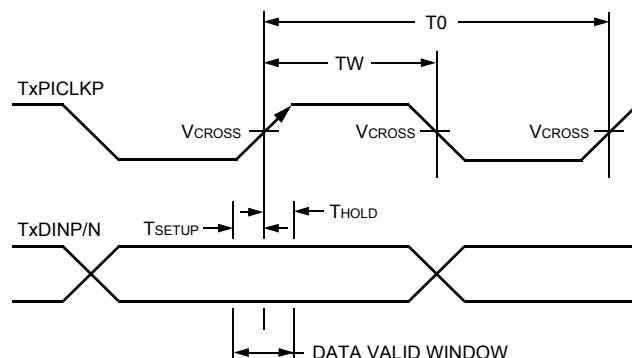 T0
TW
TxPICLKP
VCROSS VCROSS VCROSS
THOLD
TSETUP
TxDINP/N
DATA VALID WINDOW